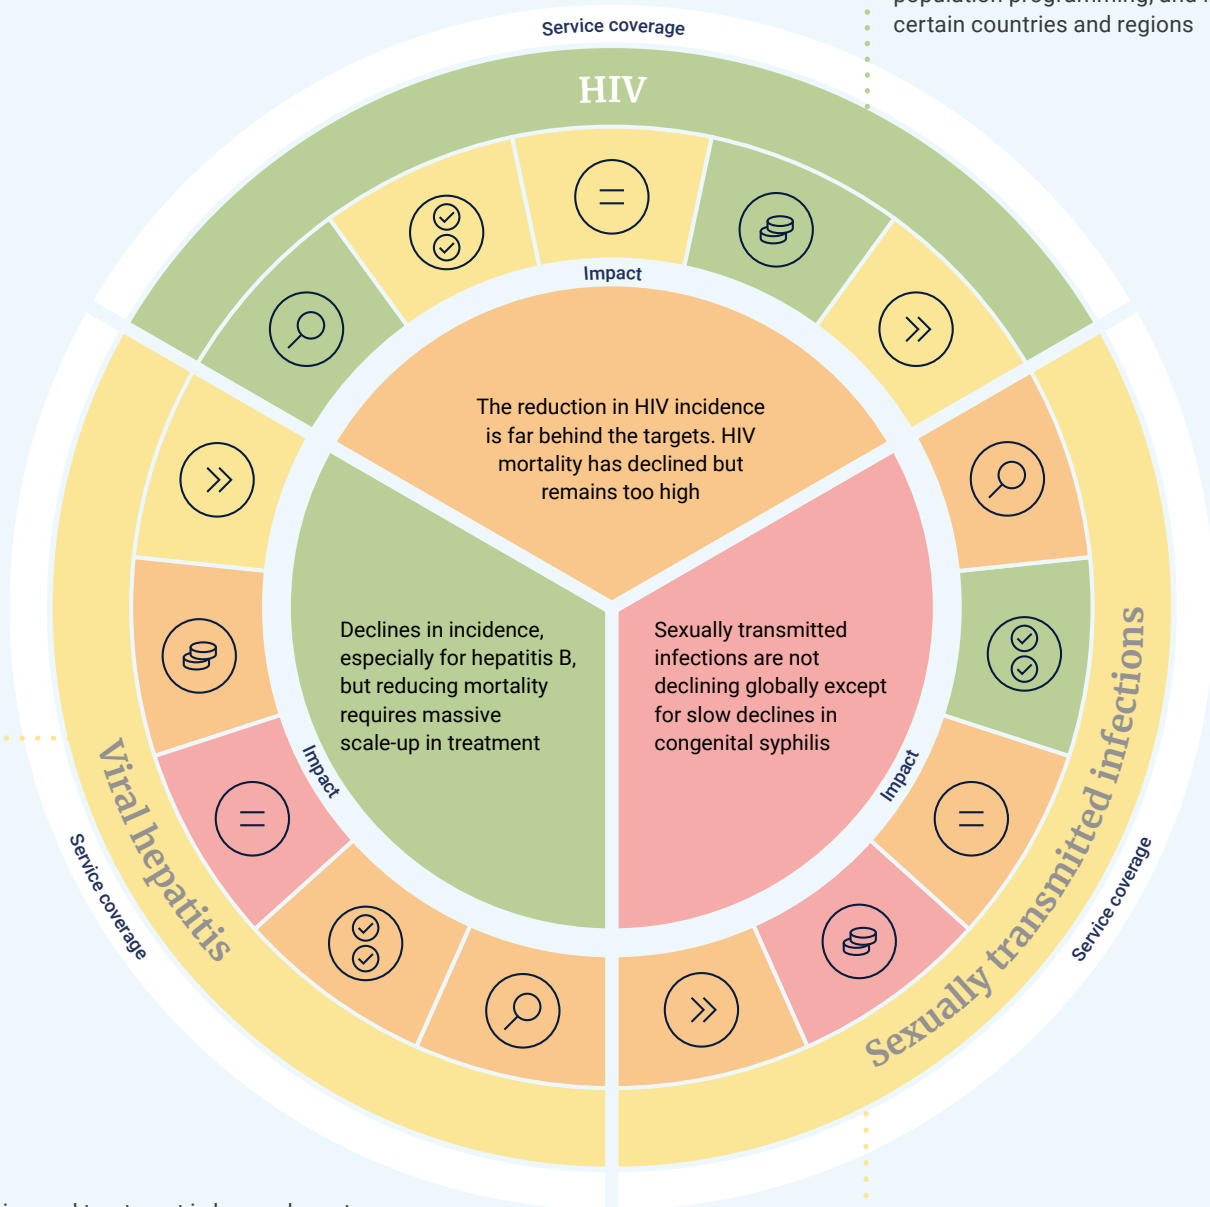 certain countries and regions
Service coverage
HIV
Impact
The reduction in HIV incidence
is far behind the targets. HIV
mortality has declined but
remains too high
Declines in incidence,
especially for hepatitis B,
but reducing mortality
requires massive
scale-up in treatment
Sexually transmitted
infections are not
declining globally except
for slow declines in
congenital syphilis
Impact
Impact
Viral hepatitis
Service coverage
Sexually transmitted infections
Service coverage